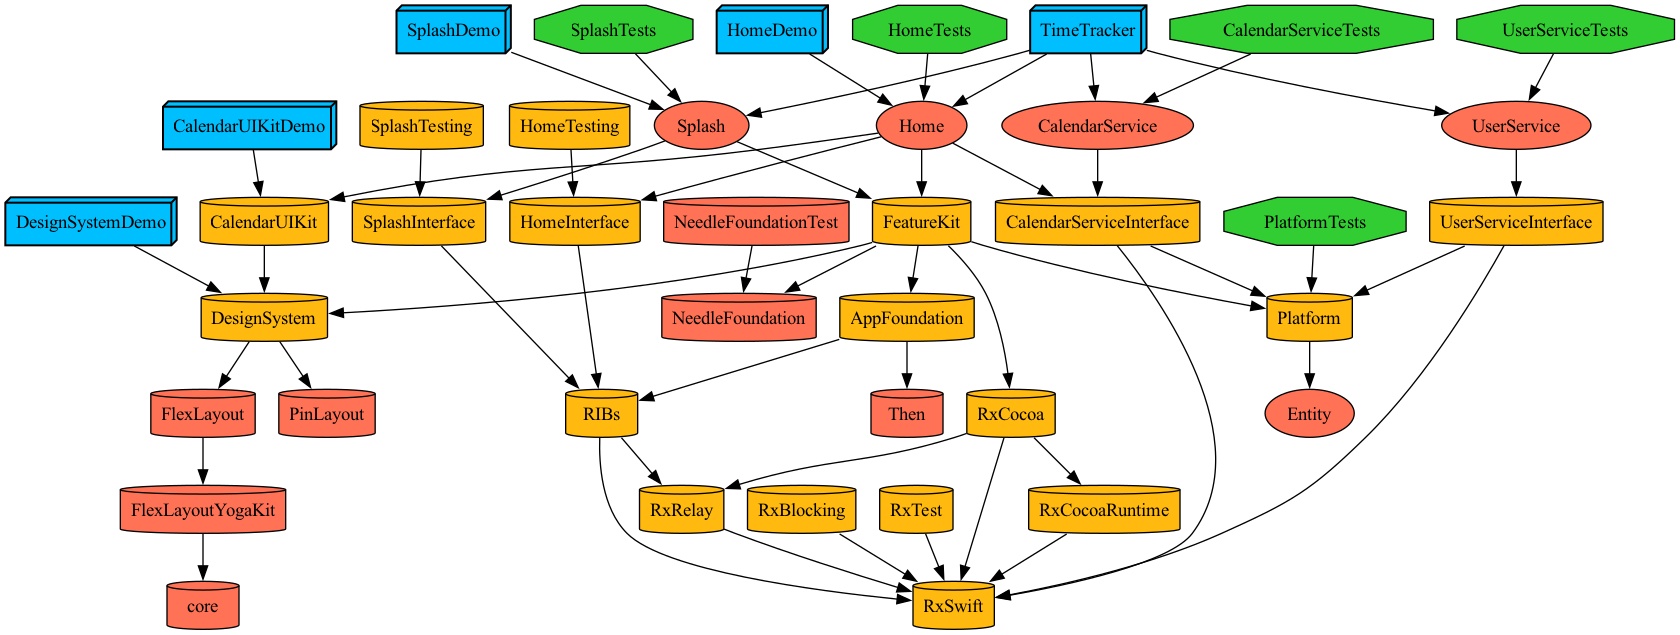 SplashDemo
SplashTests
HomeDemo
HomeTests
TimeTracker
CalendarServiceTests
UserServiceTests
CalendarUIKitDemo
SplashTesting
HomeTesting
Splash
Home
CalendarService
UserService
DesignSystemDemo
CalendarUIKit
SplashInterface
HomeInterface
NeedleFoundationTest
FeatureKit
CalendarServiceInterface
PlatformTests
UserServiceInterface
DesignSystem
NeedleFoundation
AppFoundation
Platform
FlexLayout
PinLayout
RIBs
Then
RxCocoa
Entity
FlexLayoutYogaKit
RxRelay
RxBlocking
RxTest
RxCocoaRuntime
core
RxSwift